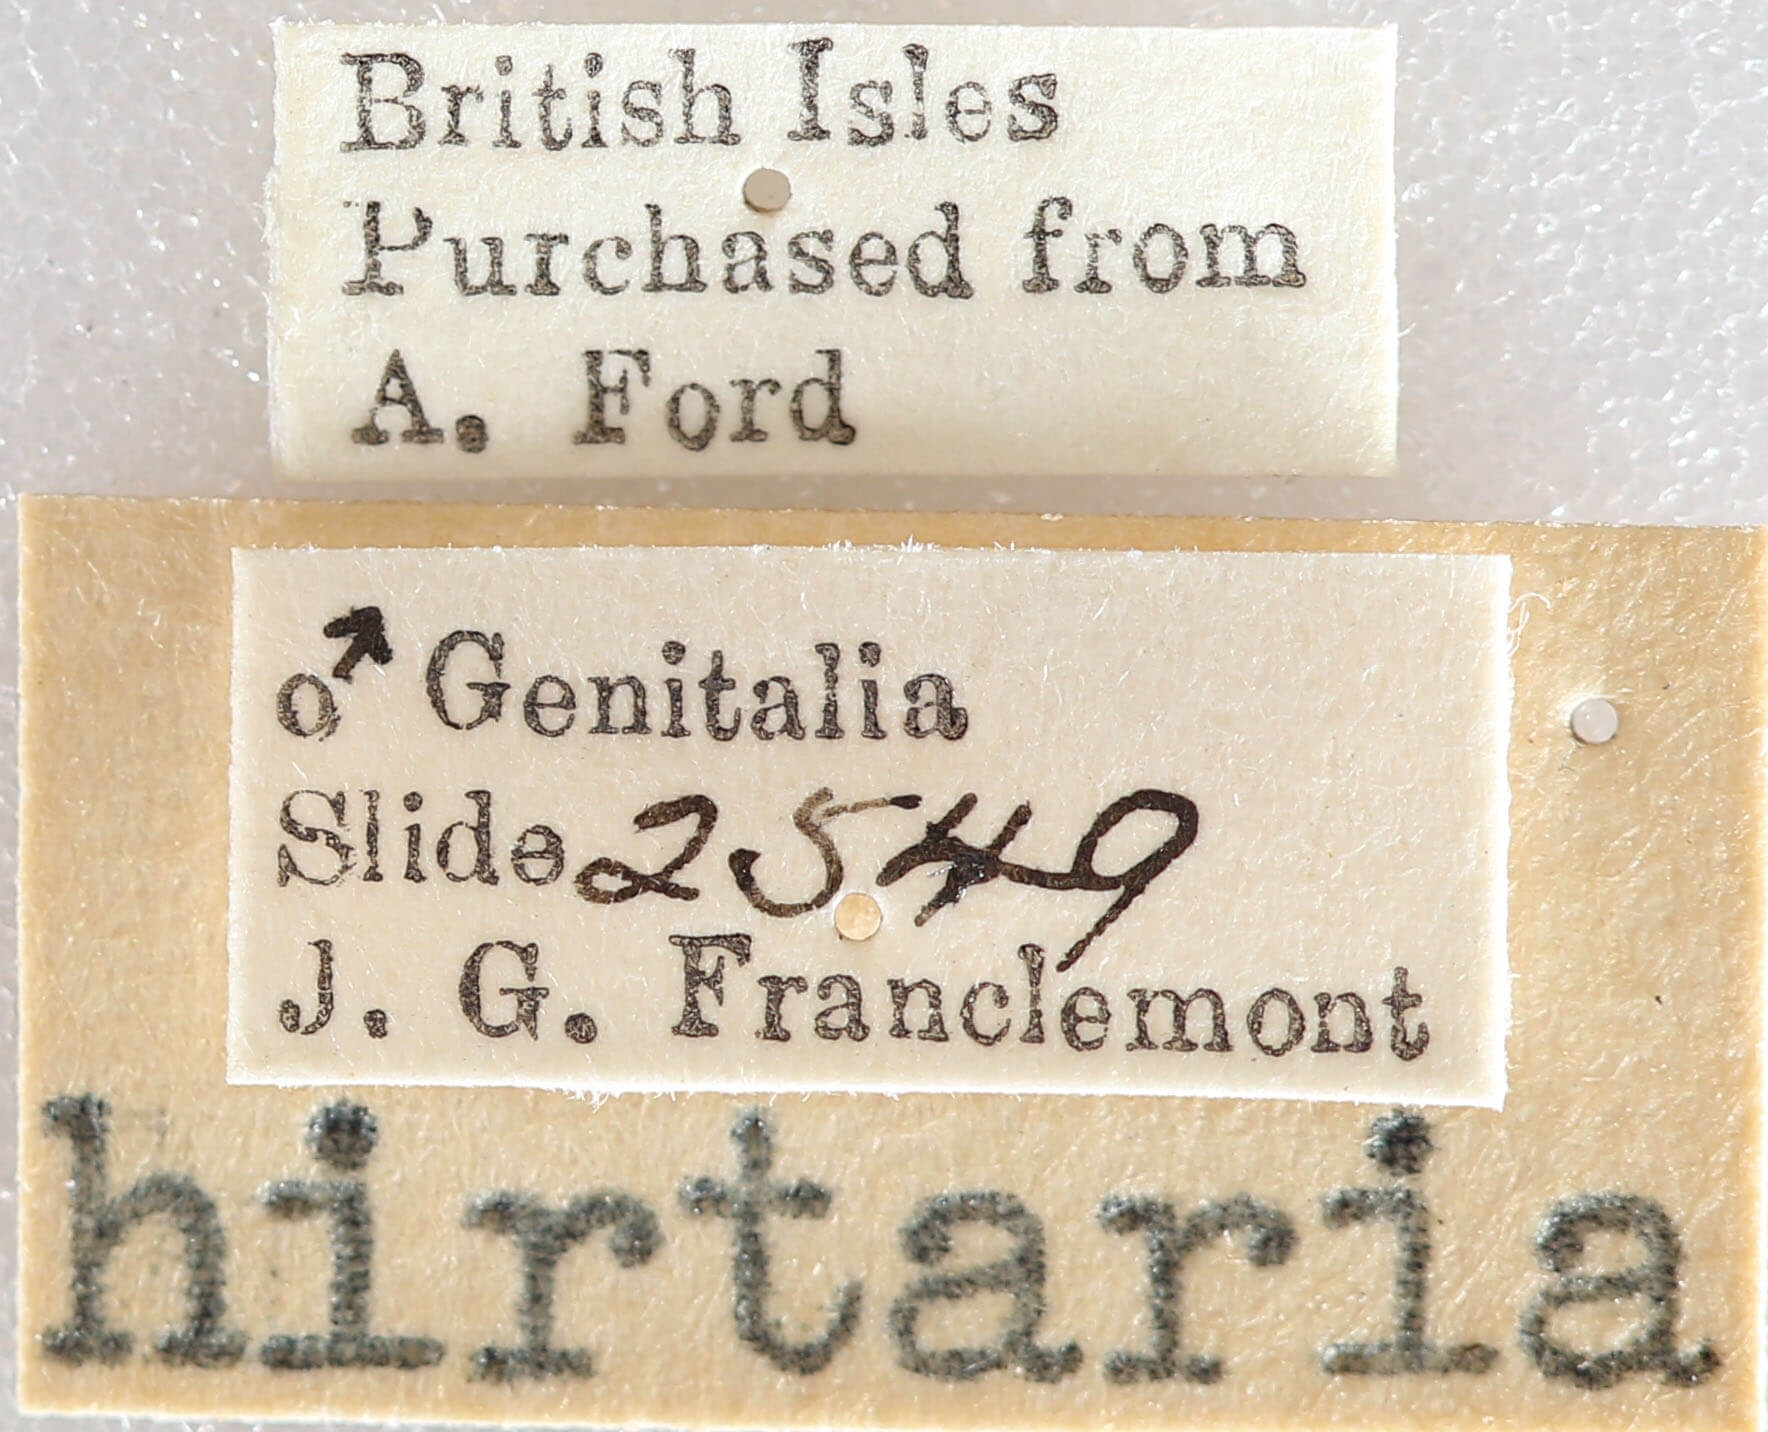 British Isles
Purchased from
A. Ford
♂ Genitalia
Slide 2549
J. G. Franclemont
hirtaria